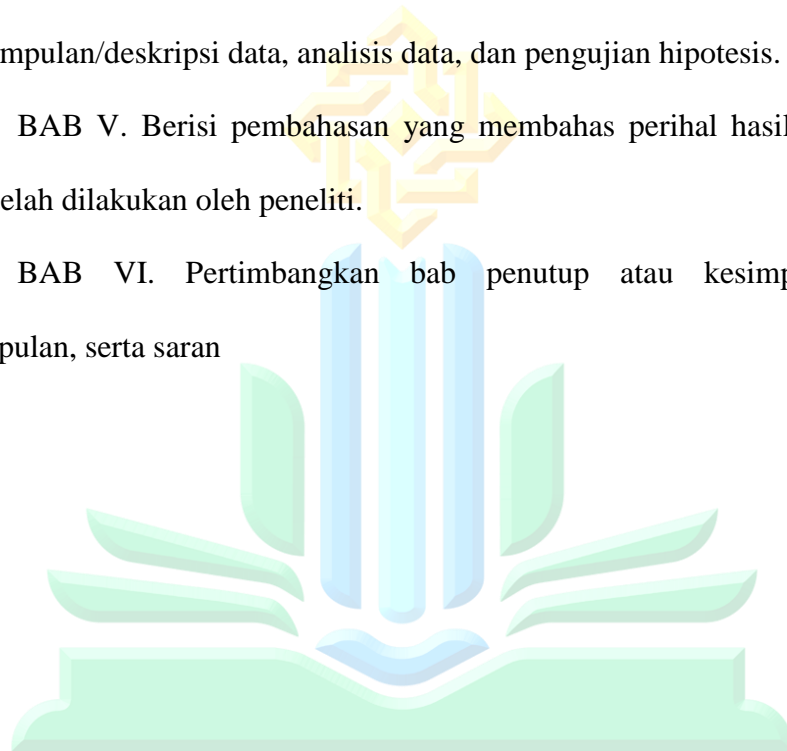 mpulan/deskripsi data, analisis data, dan pengujian hipotesis.
BAB V. Berisi pembahasan yang membahas perihal hasil
elah dilakukan oleh peneliti.
BAB VI. Pertimbangkan bab penutup atau kesimp
pulan, serta saran